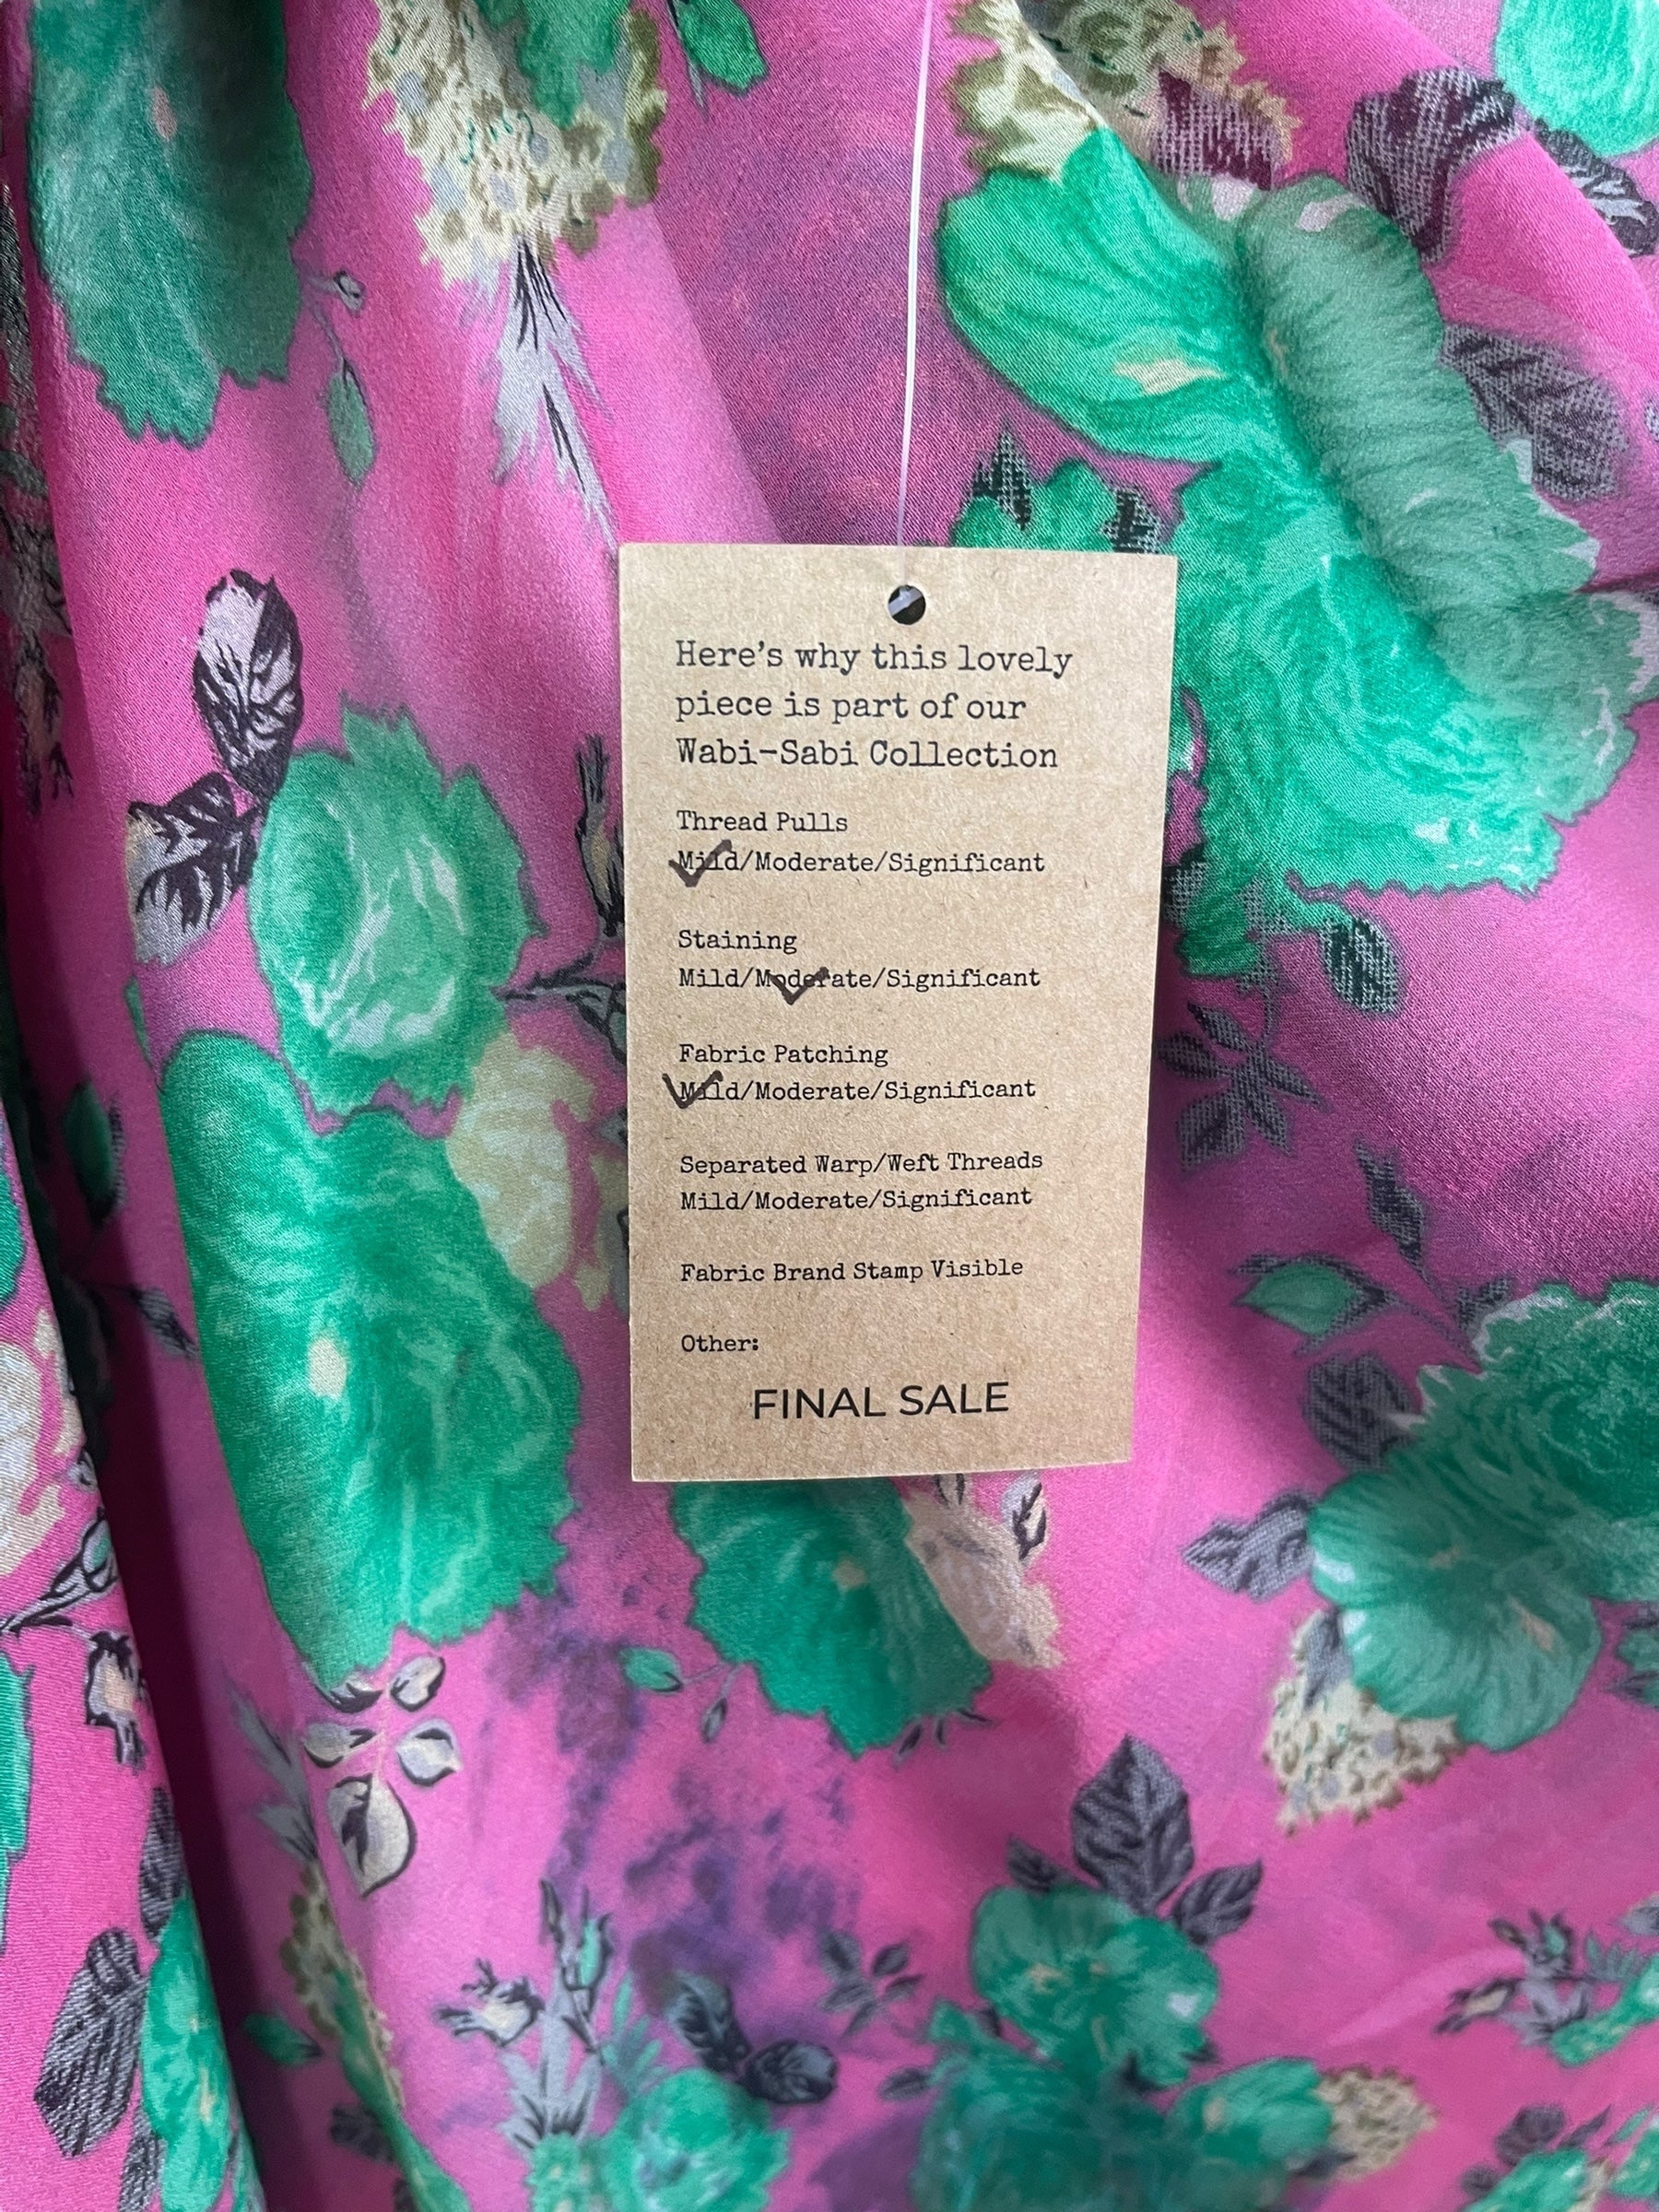 Here's why this lovely
piece is part of our
Wabi-Sabi Collection
Thread Pulls
Mild/Moderate/Significant
Staining
Mild/Moderate/Significant
Fabric Patching
Mild/Moderate/Significant
Separated Warp/Weft Threads
Mild/Moderate/Significant
Fabric Brand Stamp Visible
Other:
FINAL SALE